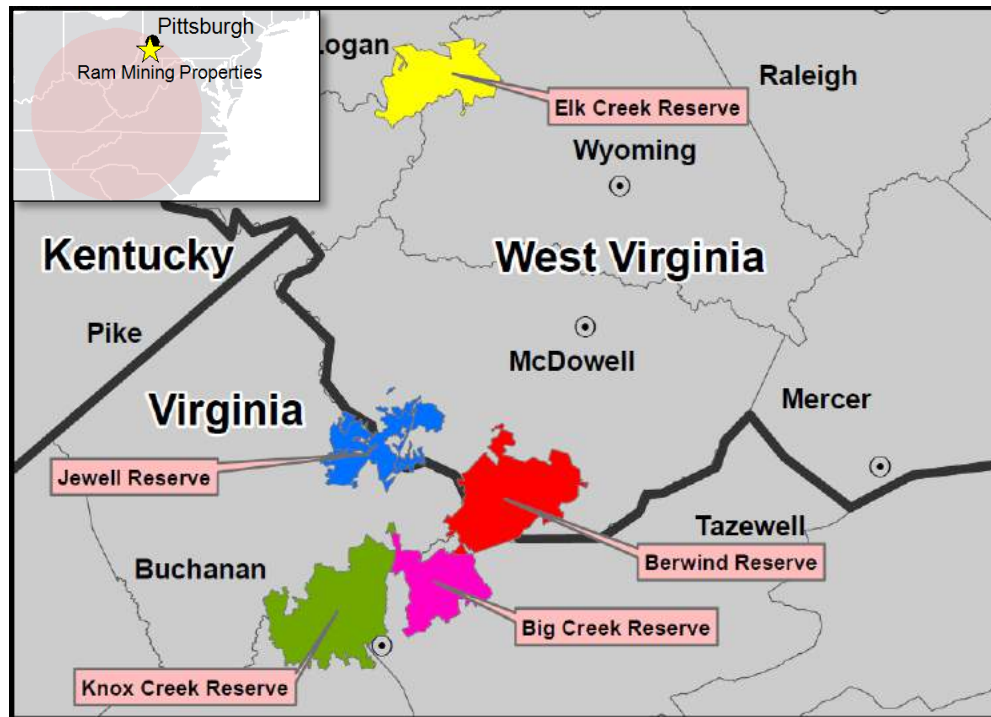 Pittsburgh
Ram Mining Properties
Logan
Raleigh
Elk Creek Reserve
Wyoming
Kentucky
West Virginia
Pike
McDowell
Virginia
Mercer
Jewell Reserve
Tazewell
Buchanan
Berwind Reserve
Big Creek Reserve
Knox Creek Reserve